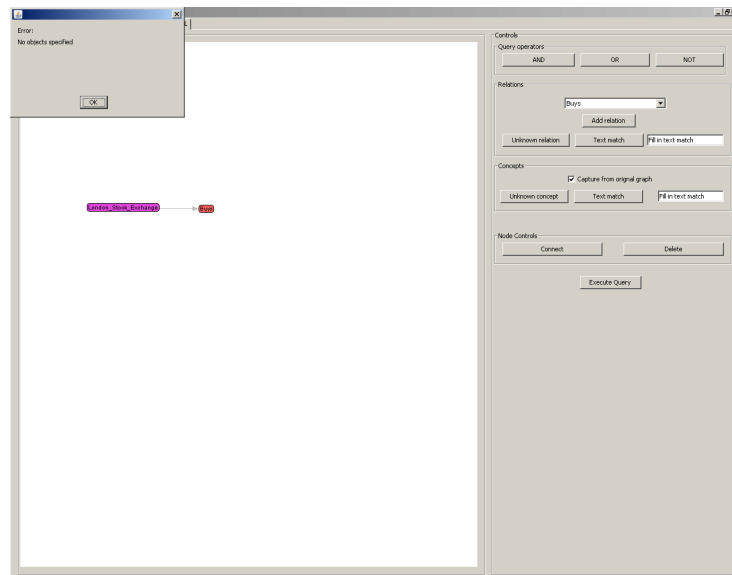 Error:
No objects specified
OK
Controls
Query operators
AND OR NOT
Relations
Buys
Add relation
Unknown relation Text match Fill in text match
Concepts
Capture from orignal graph
Unknown concept Text match Fill in text match
London_Stock_Exchange Buys
Node Controls
Connect Delete
Execute Query